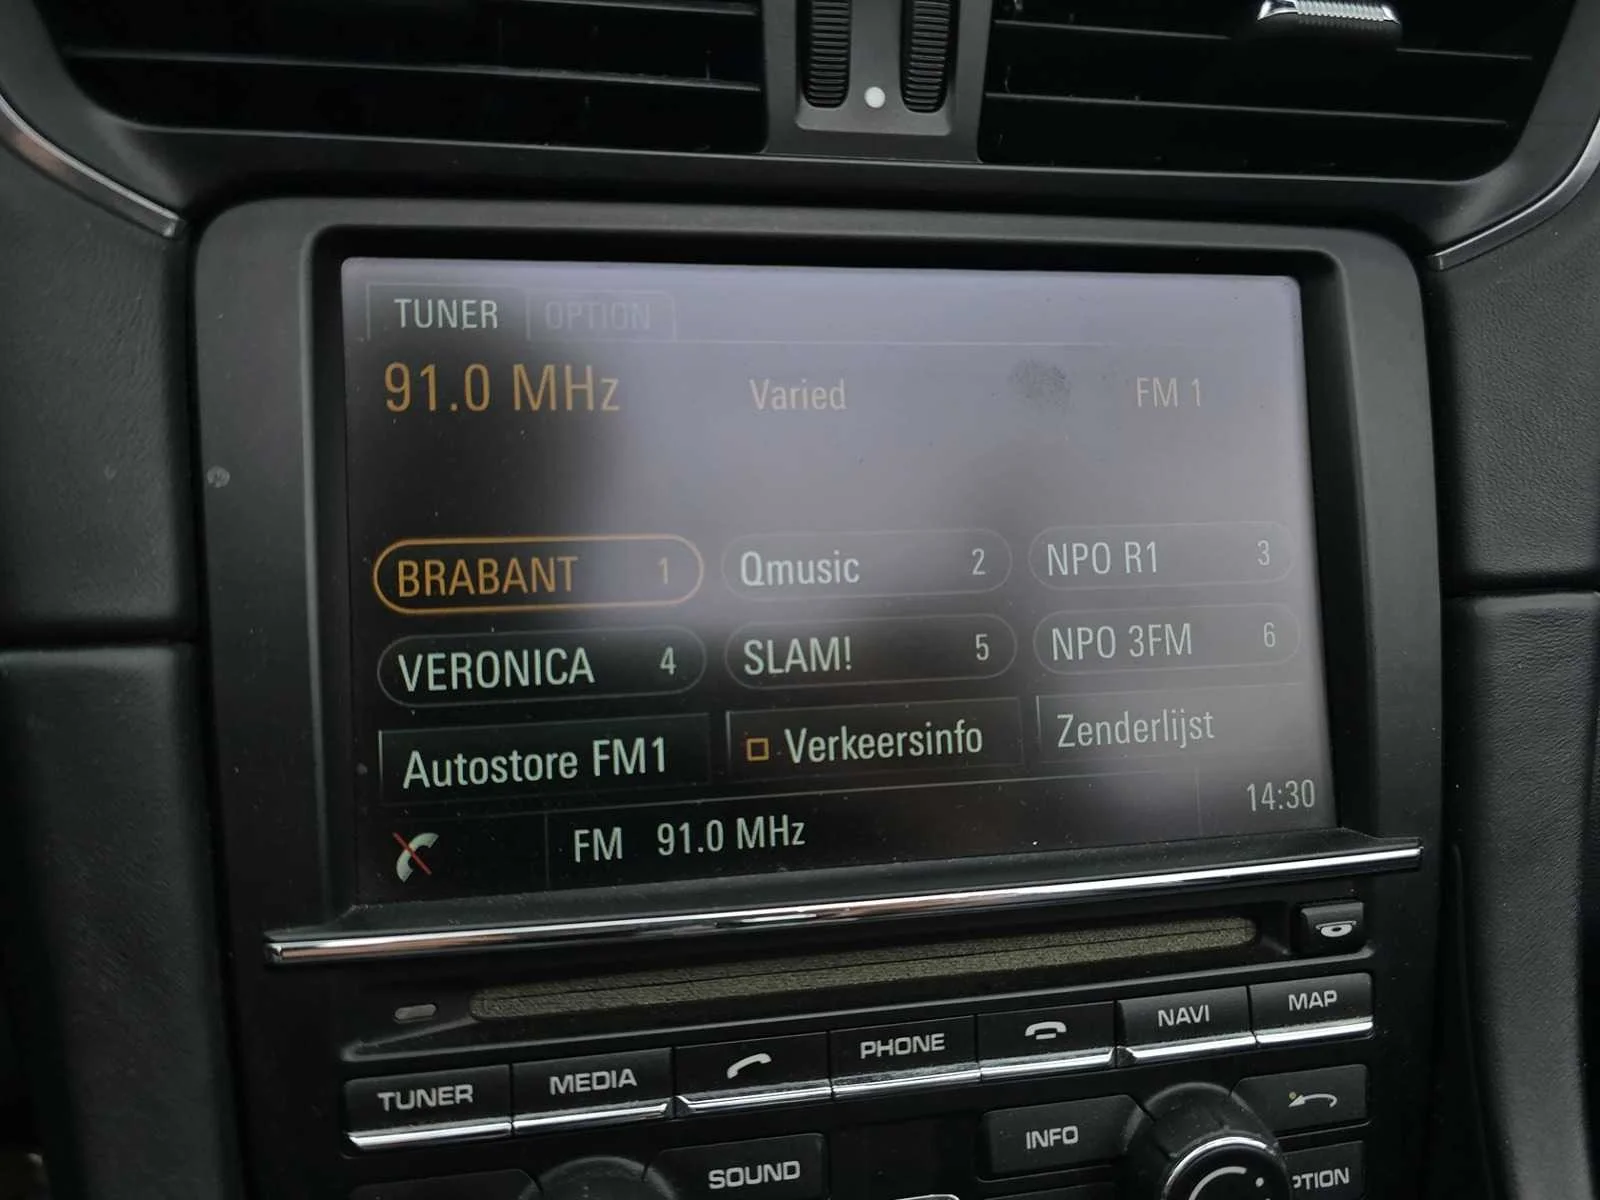 TUNER OPTION
91.0 MHz Varied FM 1
BRABANT 1 Qmusic 2 NPO R1 3
VERONICA 4 SLAM! 5 NPO 3FM 6
Autostore FM1 Verkeersinfo Zenderlijst
FM 91.0 MHz 14:30
TUNER MEDIA PHONE NAVI MAP
SOUND INFO